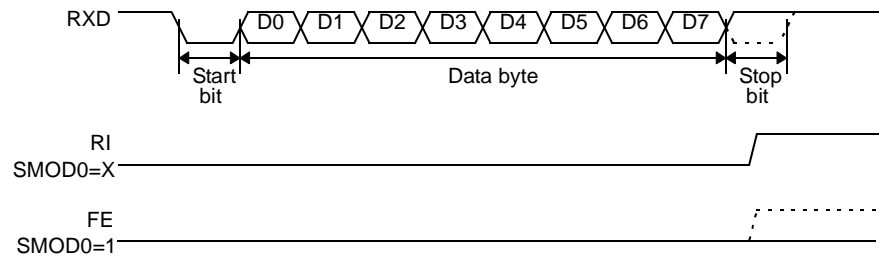 RXD D0 D1 D2 D3 D4 D5 D6 D7
Start bit
Data byte
Stop bit
RI
SMOD0=X
FE
SMOD0=1